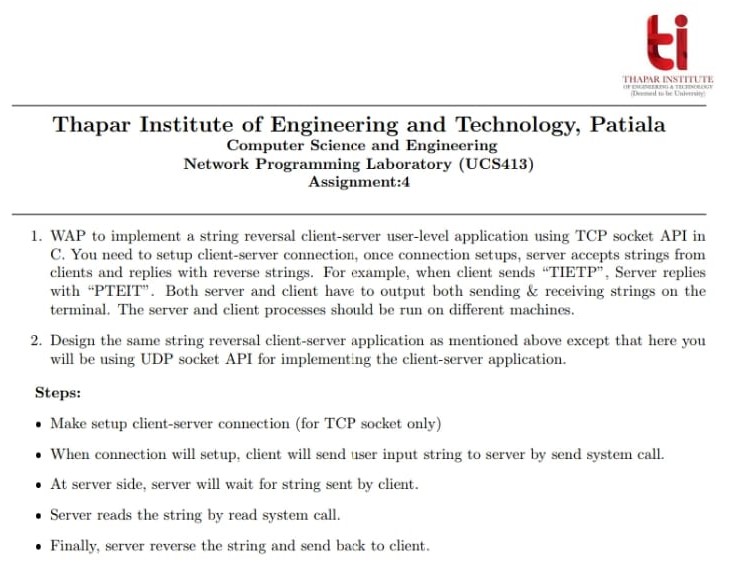 ti
THAPAR INSTITUTE
OF ENGINEERING & TECHNOLOGY
(Deemed to be University)
Thapar Institute of Engineering and Technology, Patiala
Computer Science and Engineering
Network Programming Laboratory (UCS413)
Assignment:4
1. WAP to implement a string reversal client-server user-level application using TCP socket API in
C. You need to setup client-server connection, once connection setups, server accepts strings from
clients and replies with reverse strings. For example, when client sends “TIETP”, Server replies
with “PTEIT”. Both server and client have to output both sending & receiving strings on the
terminal. The server and client processes should be run on different machines.
2. Design the same string reversal client-server application as mentioned above except that here you
will be using UDP socket API for implementing the client-server application.
Steps:
• Make setup client-server connection (for TCP socket only)
• When connection will setup, client will send user input string to server by send system call.
• At server side, server will wait for string sent by client.
• Server reads the string by read system call.
• Finally, server reverse the string and send back to client.